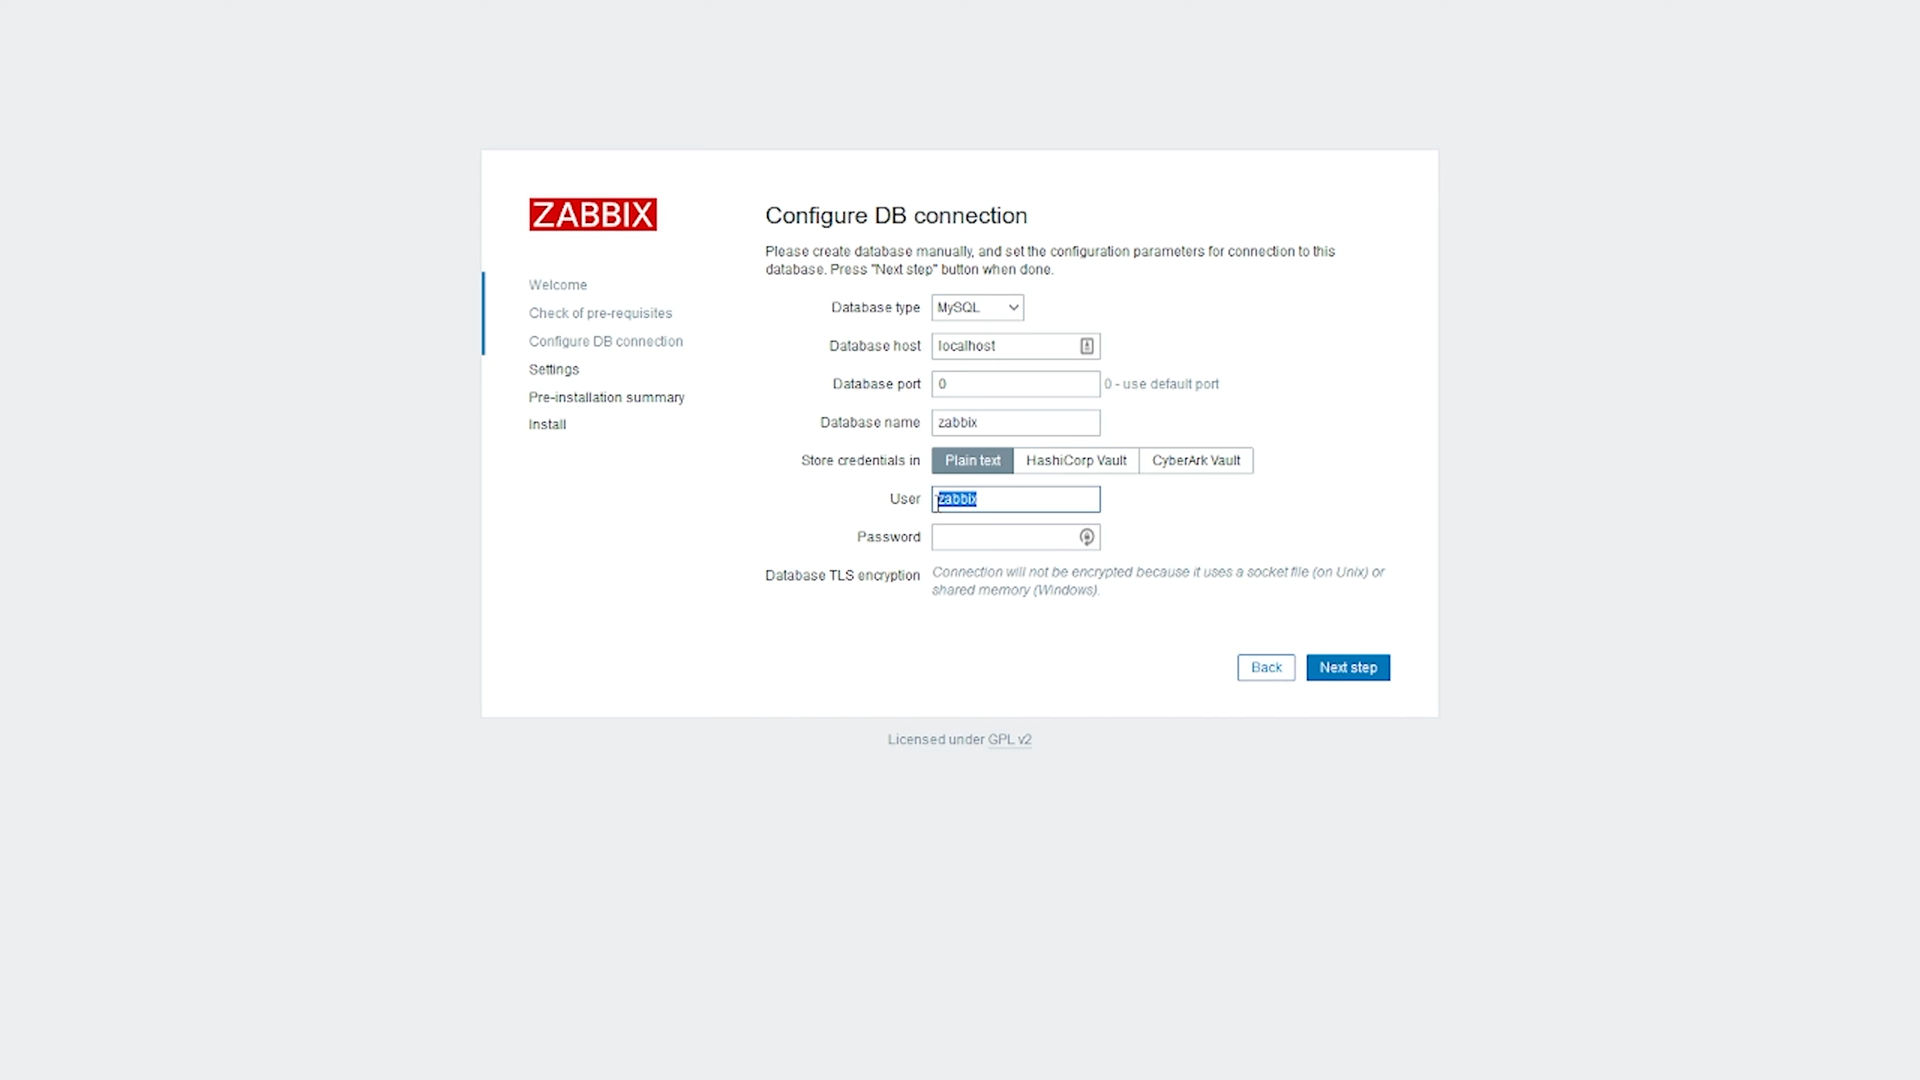 ZABBIX
Welcome
Check of pre-requisites
Configure DB connection
Settings
Pre-installation summary
Install
Configure DB connection
Please create database manually, and set the configuration parameters for connection to this
database. Press "Next step" button when done.
Database type MySQL
Database host localhost
Database port 0 0 - use default port
Database name zabbix
Store credentials in Plain text HashiCorp Vault CyberArk Vault
User zabbix
Password
Database TLS encryption Connection will not be encrypted because it uses a socket file (on Unix) or
shared memory (Windows).
Back Next step
Licensed under GPL v2